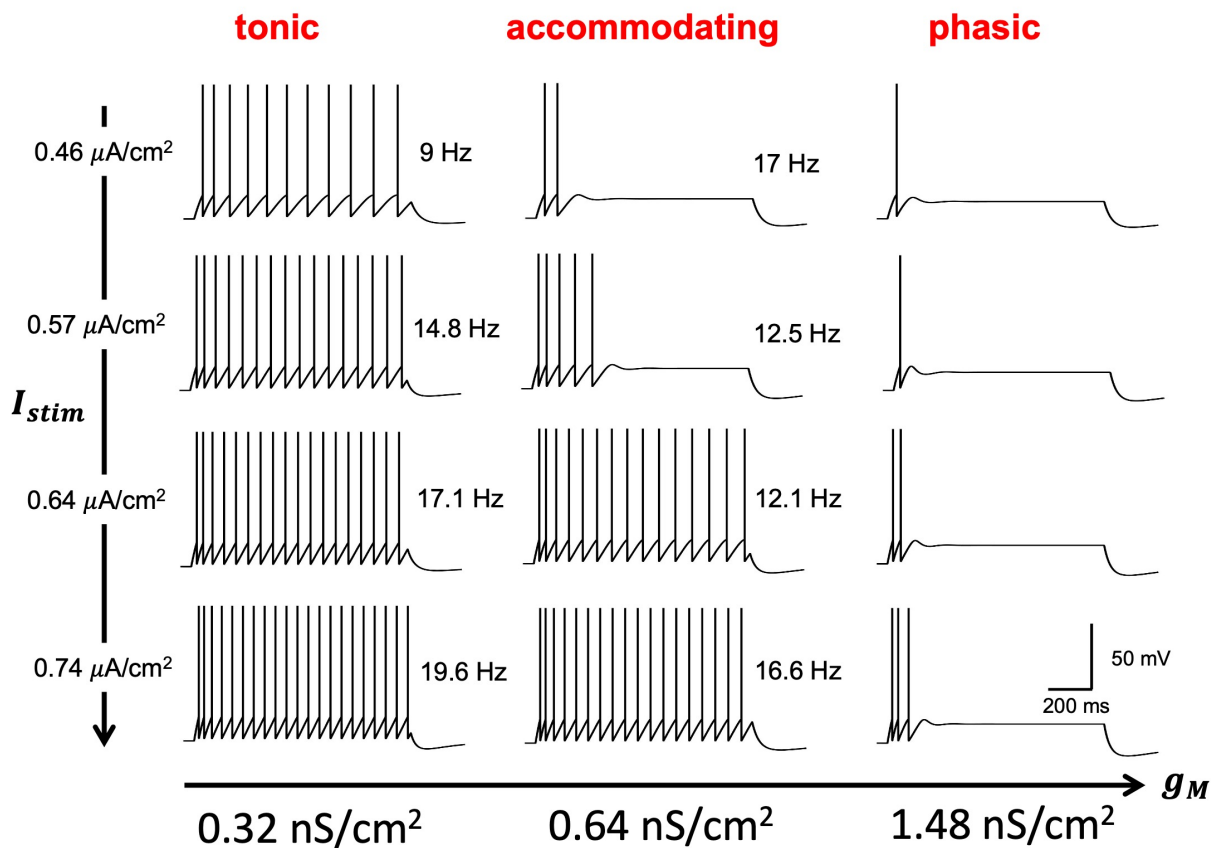 tonic accommodating phasic
0.46 μA/cm² 9 Hz 17 Hz
0.57 μA/cm² 14.8 Hz 12.5 Hz
I_stim
0.64 μA/cm² 17.1 Hz 12.1 Hz
0.74 μA/cm² 19.6 Hz 16.6 Hz 50 mV
200 ms
g_M
0.32 nS/cm² 0.64 nS/cm² 1.48 nS/cm²